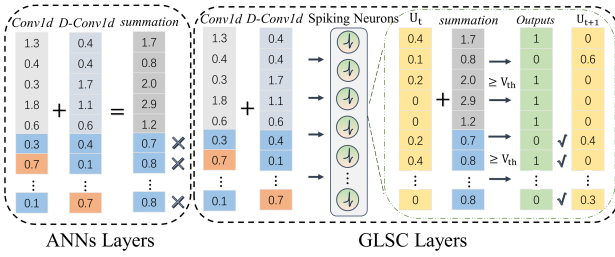 Conv1d D-Conv1d summation Conv1d D-Conv1d Spiking Neurons Ut summation Outputs Ut+1
1.3 0.4 1.7 1.3 0.4 0.4 1.7 1 0
0.4 0.4 0.8 0.4 0.4 0.1 0.8 0 0.6
0.3 1.7 2.0 0.3 1.7 0.2 2.0 ≥ Vth 1 0
1.8 + 1.1 = 2.9 1.8 + 1.1 0 + 2.9 1 0
0.6 0.6 1.2 0.6 0.6 0 1.2 1 0
0.3 0.4 0.7 × 0.3 0.4 0.2 0.7 0 √ 0.4
0.7 0.1 0.8 × 0.7 0.1 0.4 0.8 ≥ Vth 1 √ 0
⋮ ⋮ ⋮ ⋮ ⋮ ⋮ ⋮ ⋮ ⋮ ⋮
0.1 0.7 0.8 × 0.1 0.7 0 0.8 0 √ 0.3
ANNs Layers GLSC Layers